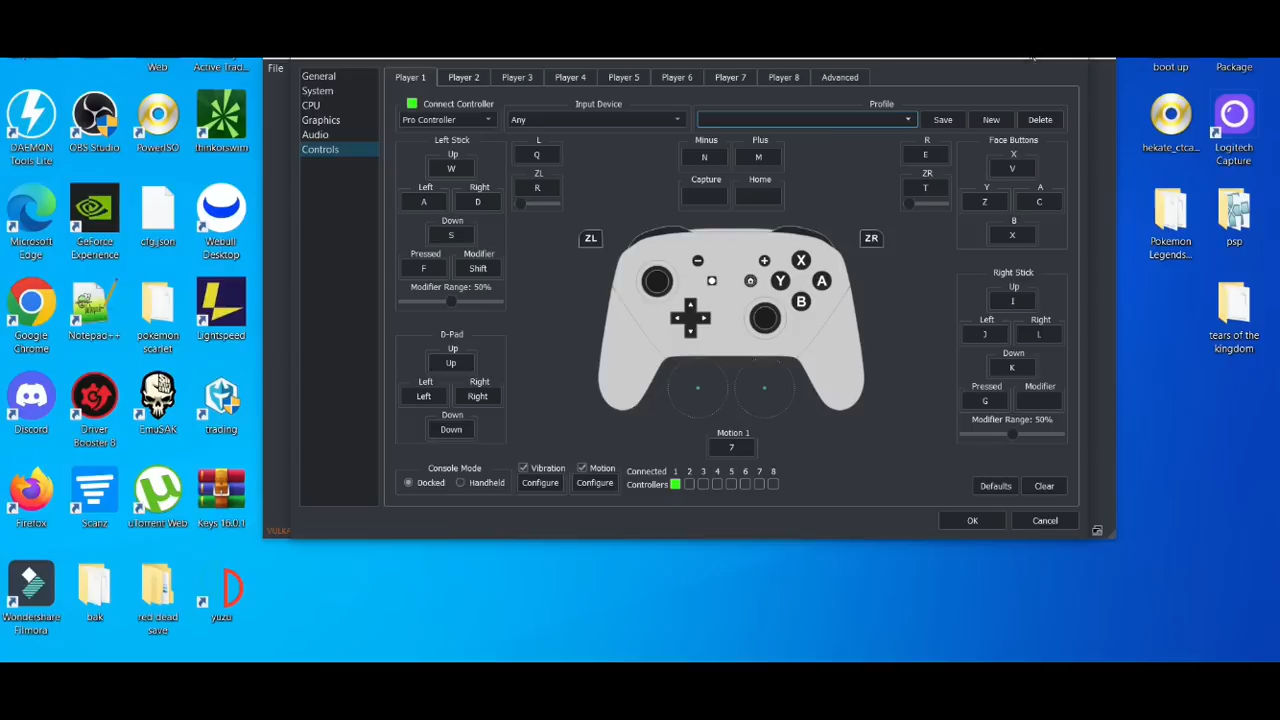 Web
Active Trad...
DAEMON Tools Lite
OBS Studio
PowerISO
thinkorswim
Microsoft Edge
GeForce Experience
cfg.json
Webull Desktop
Google Chrome
Notepad++
pokemon scarlet
Lightspeed
Discord
Driver Booster 8
EmuSAK
trading
Firefox
Scanz
uTorrent Web
Keys 16.0.1
Wondershare Filmora
bak
red dead save
yuzu
File
General
System
CPU
Graphics
Audio
Controls
Player 1
Player 2
Player 3
Player 4
Player 5
Player 6
Player 7
Player 8
Advanced
Connect Controller
Input Device
Profile
Pro Controller
Any
Save
New
Delete
Left Stick
Up
W
Left
Right
A
D
Down
S
Pressed
Modifier
F
Shift
Modifier Range: 50%
L
Q
ZL
R
Minus
Plus
N
M
Capture
Home
R
E
ZR
T
Face Buttons
X
V
Y
A
Z
C
B
X
ZL
ZR
X
Y
A
B
D-Pad
Up
Up
Left
Right
Left
Right
Down
Down
Right Stick
Up
I
Left
Right
J
L
Down
K
Pressed
Modifier
G
Modifier Range: 50%
Motion 1
7
Console Mode
Docked
Handheld
Vibration
Configure
Motion
Configure
Connected 1 2 3 4 5 6 7 8
Controllers
Defaults
Clear
OK
Cancel
VULKA
boot up
Package
hekate_ctca...
Logitech Capture
Pokemon Legends...
psp
tears of the kingdom